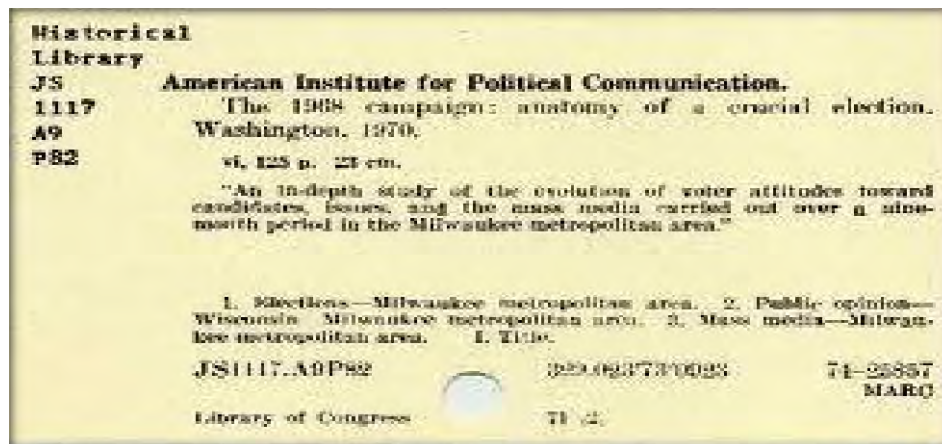 Historical
Library
JS American Institute for Political Communication.
1117 The 1968 campaign: anatomy of a crucial election.
A9 Washington, 1970.
P82 vi, 125 p. 23 cm.
"An in-depth study of the evolution of voter attitudes toward
candidates, issues, and the mass media carried out over a nine-
month period in the Milwaukee metropolitan area."
1. Elections—Milwaukee metropolitan area. 2. Public opinion—
Wisconsin—Milwaukee metropolitan area. 3. Mass media—Milwau-
kee metropolitan area. I. Title.
JS1117.A9P82 74-25857
MARC
Library of Congress